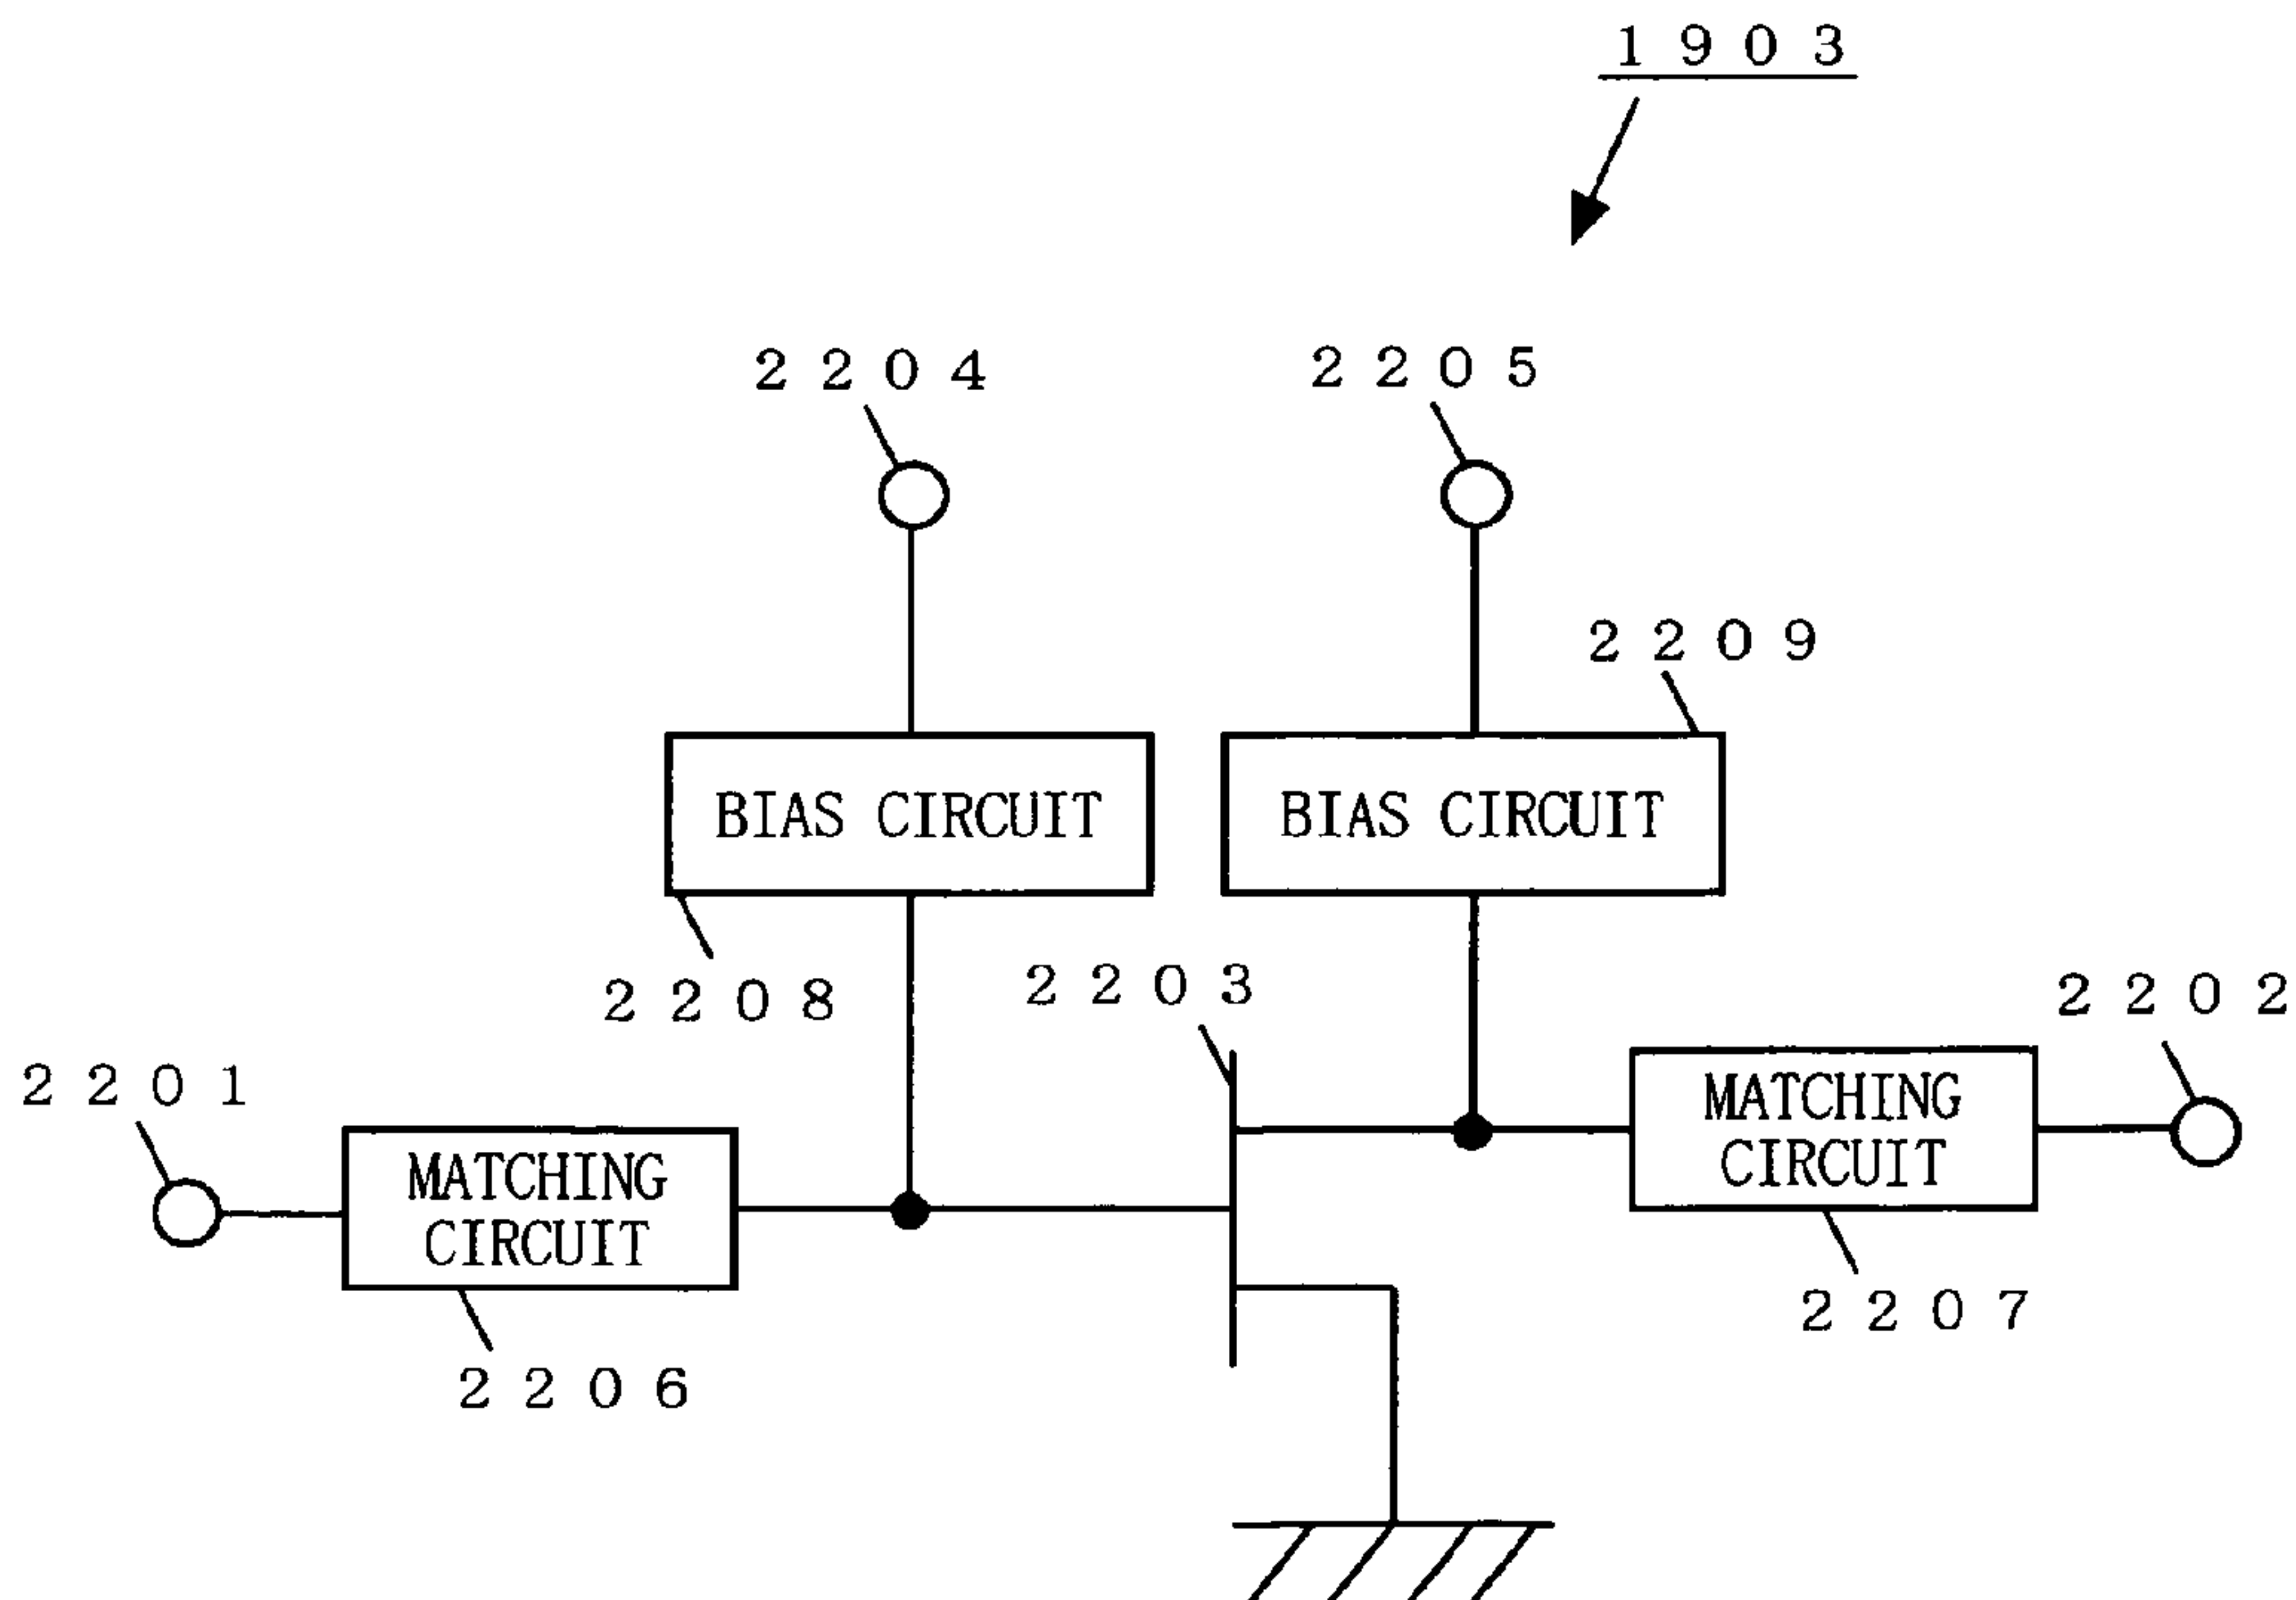 1903
2204
2205
2209
BIAS CIRCUIT
BIAS CIRCUIT
2208
2203
2202
2201
MATCHING
CIRCUIT
MATCHING
CIRCUIT
2207
2206